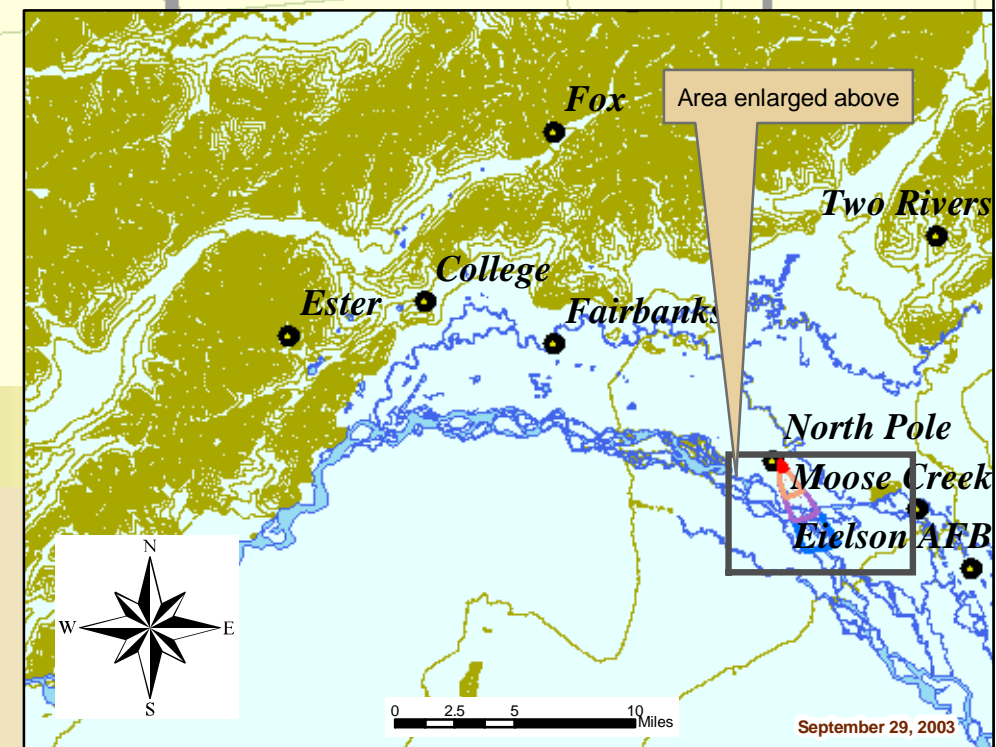 Fox
Area enlarged above
Two Rivers
College
Ester
Fairbanks
North Pole
Moose Creek
Eielson AFB
N
W
E
S
0 2.5 5 10
Miles
September 29, 2003